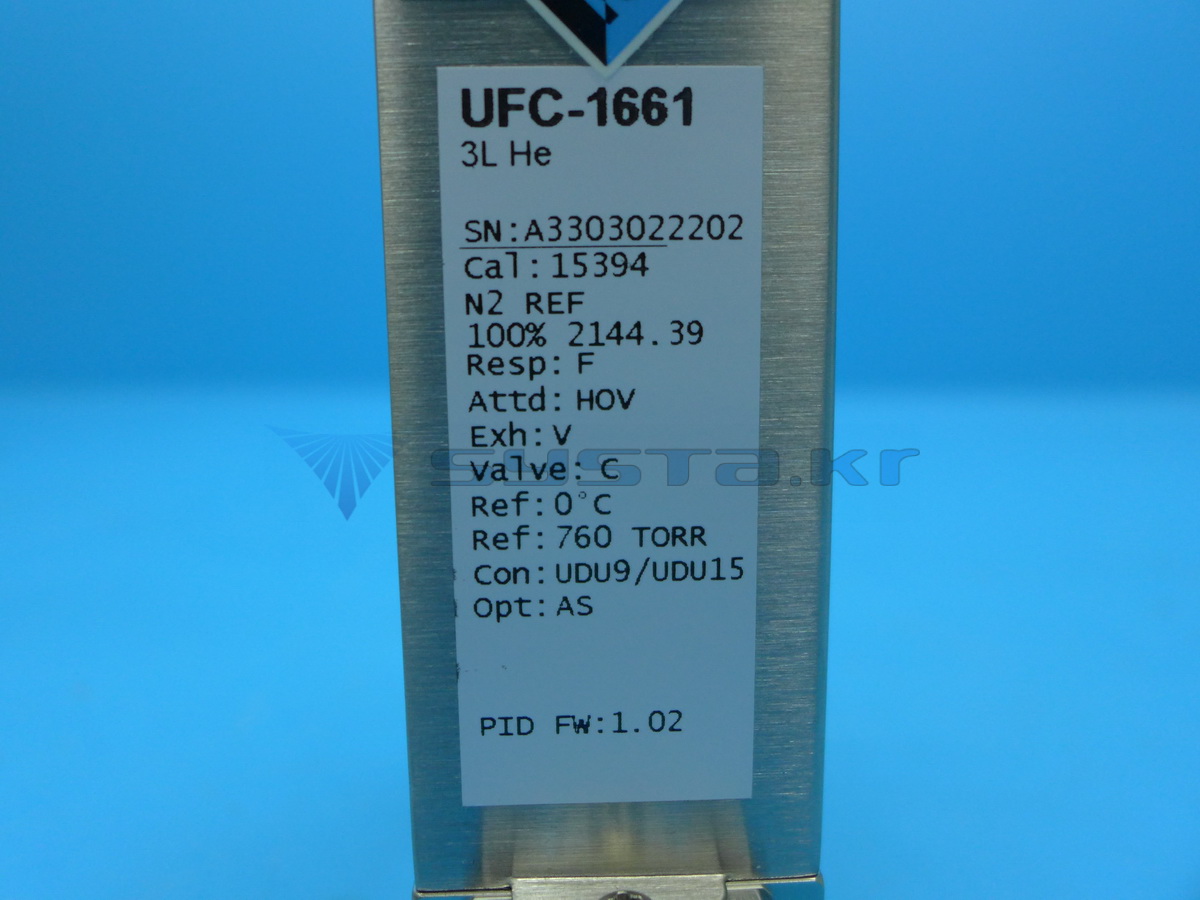 UFC-1661
3L He
SN:A3303022202
Cal:15394
N2 REF
100% 2144.39
Resp:F
Attd:HOV
Exh:V
Valve:C
susta.kr
Ref:0°C
Ref:760 TORR
Con:UDU9/UDU15
Opt:AS
PID FW:1.02